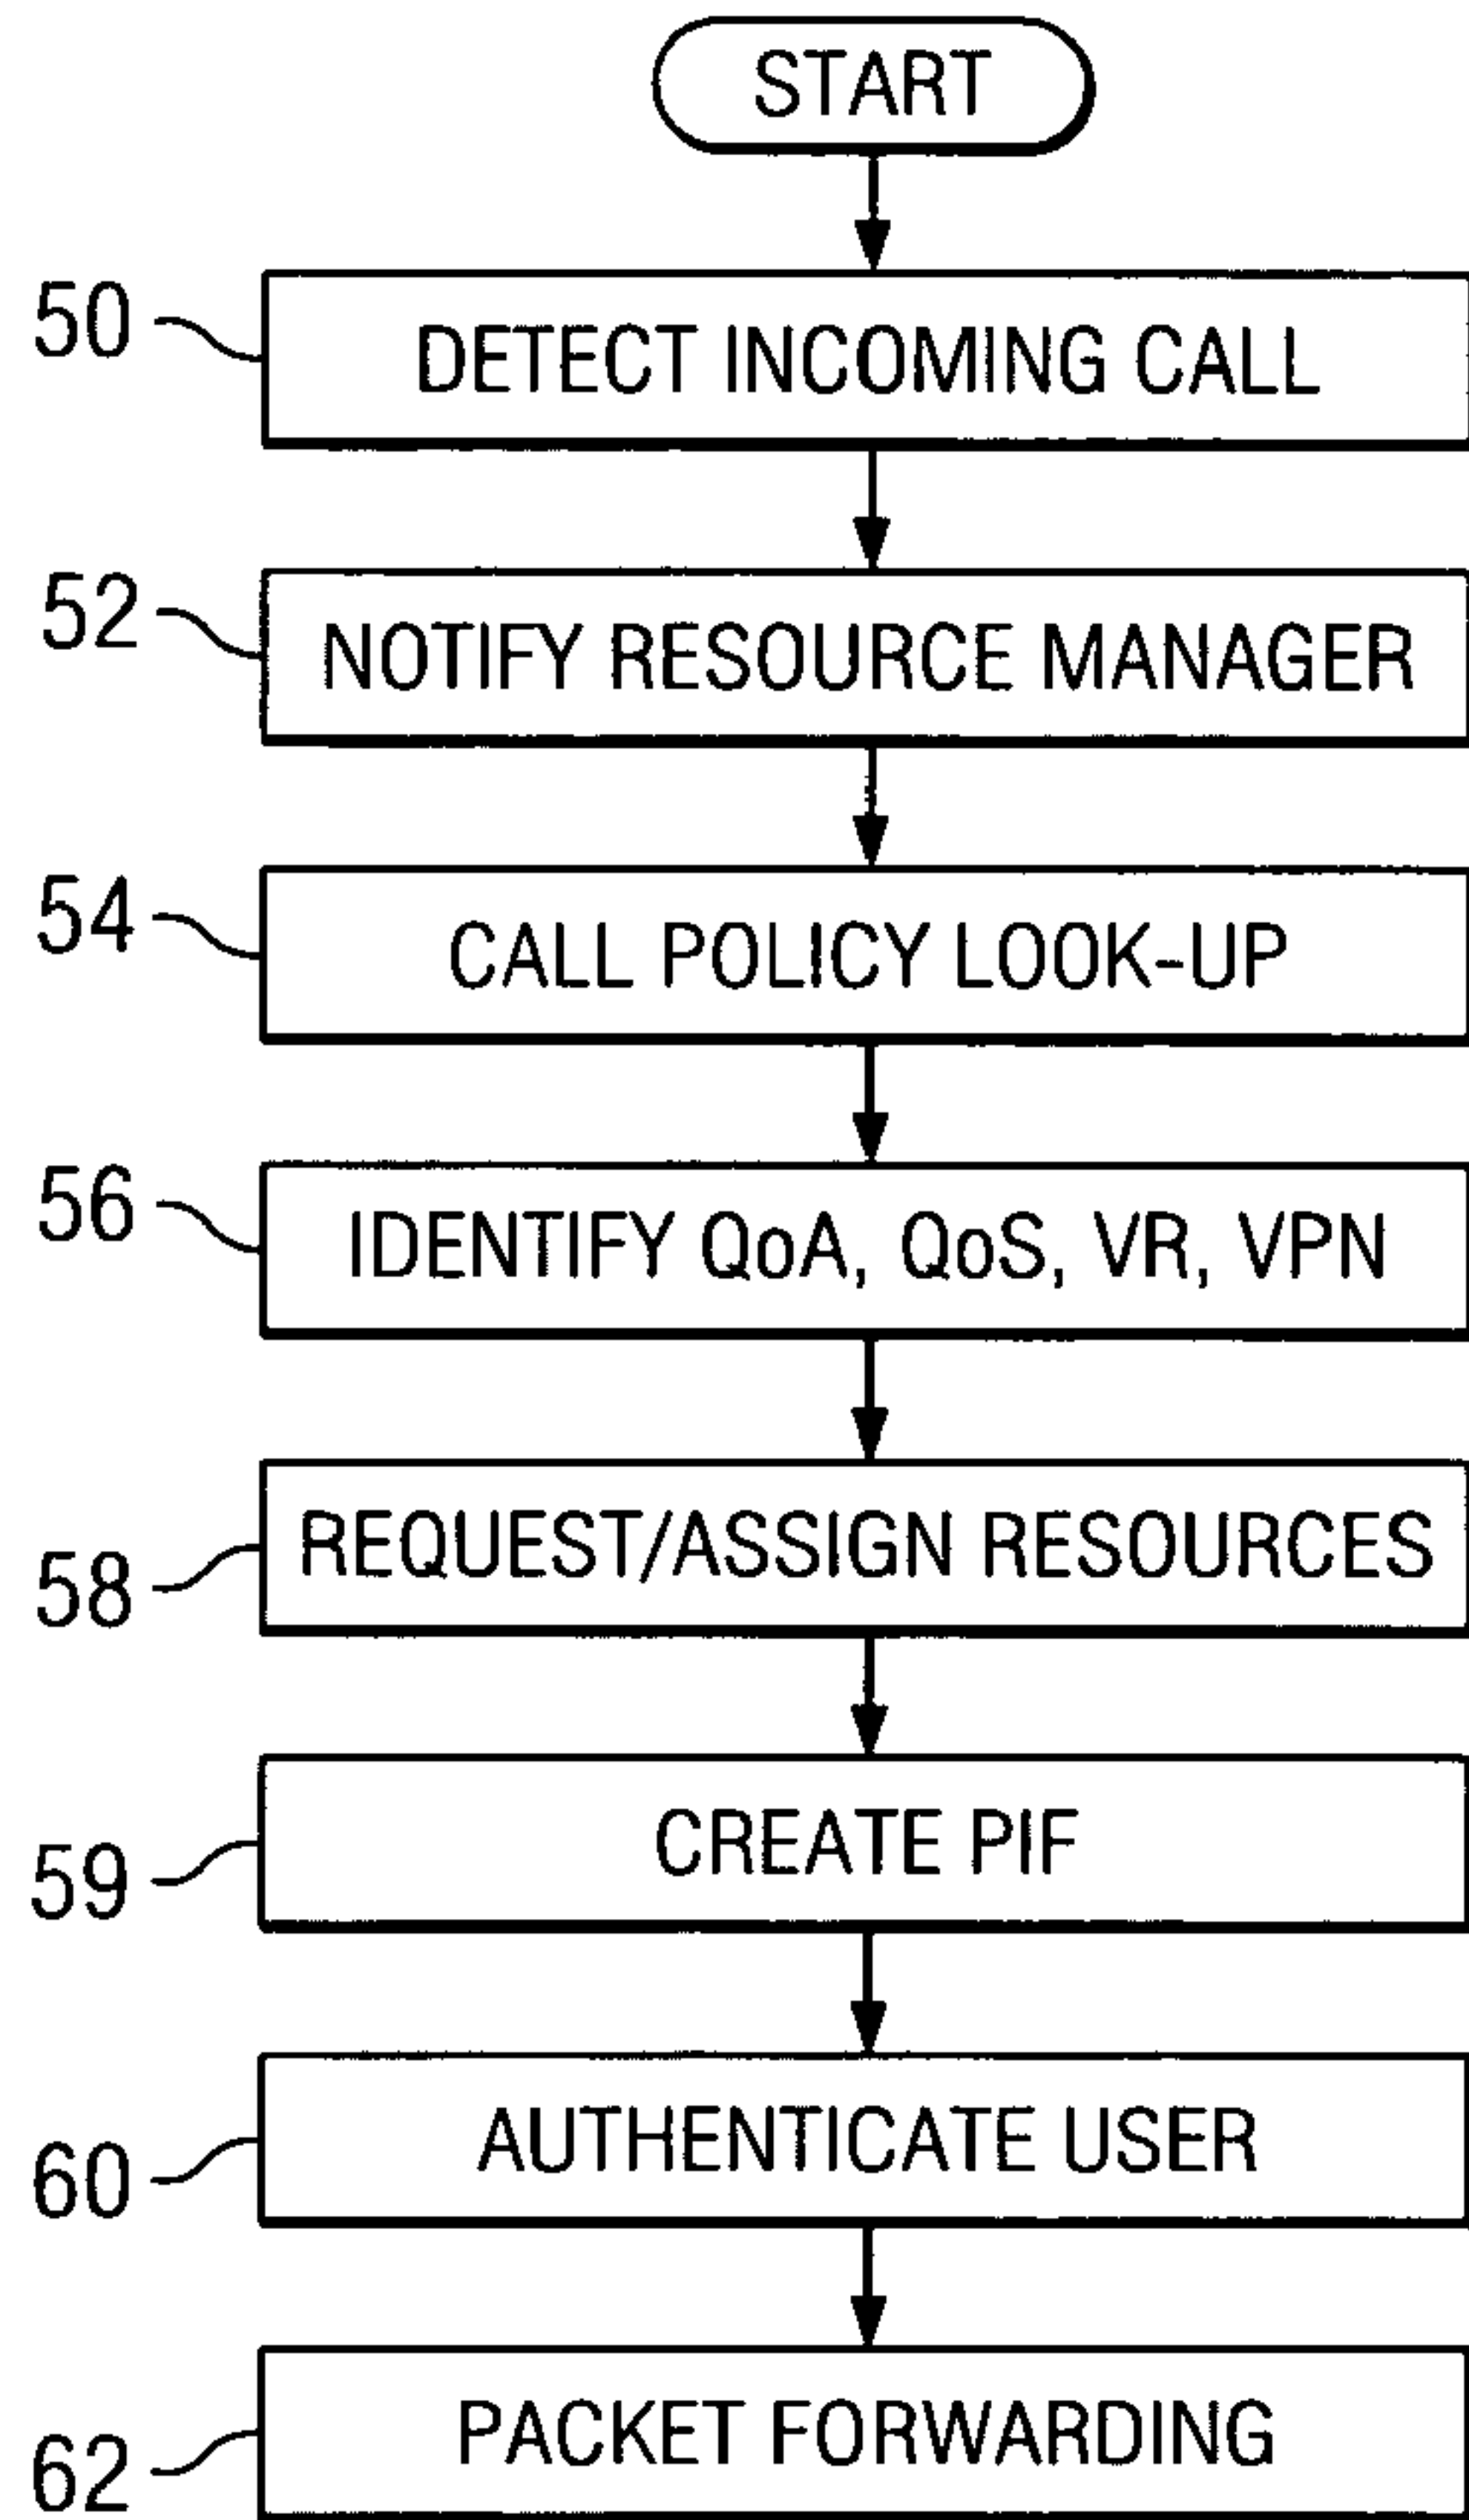 START
50 DETECT INCOMING CALL
52 NOTIFY RESOURCE MANAGER
54 CALL POLICY LOOK-UP
56 IDENTIFY QoA, QoS, VR, VPN
58 REQUEST/ASSIGN RESOURCES
59 CREATE PIF
60 AUTHENTICATE USER
62 PACKET FORWARDING